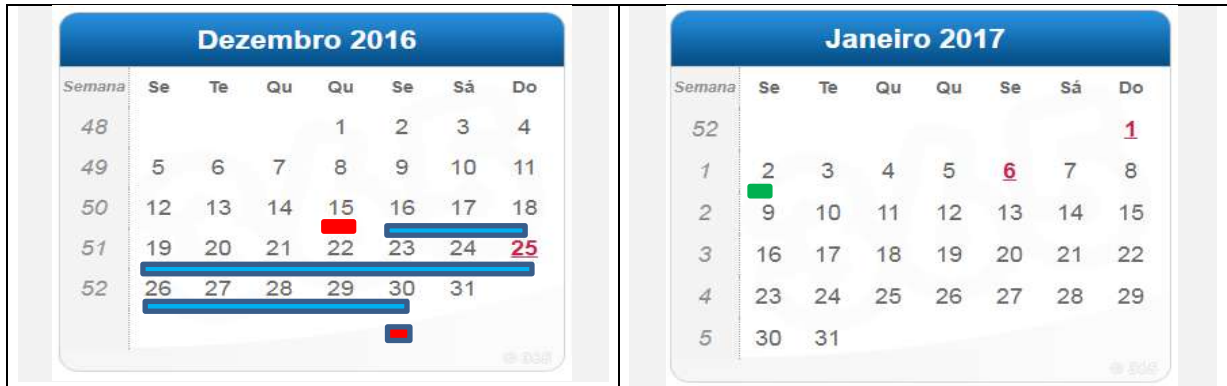 Dezembro 2016
Semana Se Te Qu Qu Se Sá Do
48 1 2 3 4
49 5 6 7 8 9 10 11
50 12 13 14 15 16 17 18
51 19 20 21 22 23 24 25
52 26 27 28 29 30 31
Janeiro 2017
Semana Se Te Qu Qu Se Sá Do
52 1
1 2 3 4 5 6 7 8
2 9 10 11 12 13 14 15
3 16 17 18 19 20 21 22
4 23 24 25 26 27 28 29
5 30 31